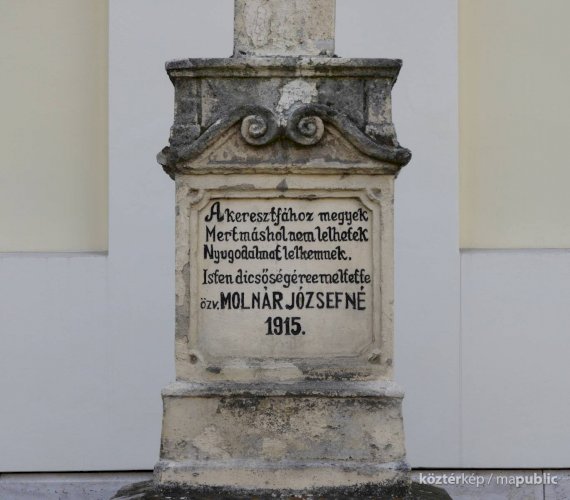 A keresztfához megyek
Mert máshol nem lelhetek
Nyugodalmat lelkemnek.
Isten dicsőségére emeltette
özv. MOLNÁR JÓZSEFNÉ
1915.
köztérkép / mapublic